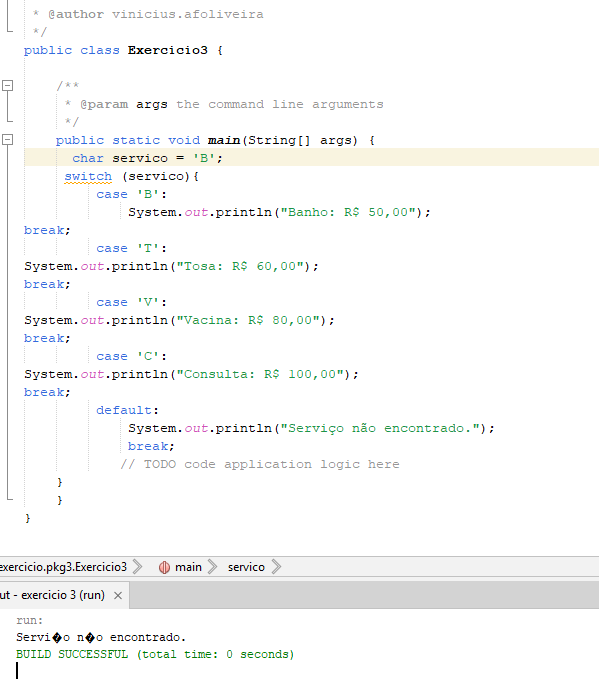 * @author vinicius.afoliveira
*/
public class Exercicio3 {
/**
* @param args the command line arguments
*/
public static void main(String[] args) {
char servico = 'B';
switch (servico){
case 'B':
System.out.println("Banho: R$ 50,00");
break;
case 'T':
System.out.println("Tosa: R$ 60,00");
break;
case 'V':
System.out.println("Vacina: R$ 80,00");
break;
case 'C':
System.out.println("Consulta: R$ 100,00");
break;
default:
System.out.println("Serviço não encontrado.");
break;
// TODO code application logic here
}
}
}
exercicio.pkg3.Exercicio3 main servico
ut - exercicio 3 (run) ×
run:
Servi�o n�o encontrado.
BUILD SUCCESSFUL (total time: 0 seconds)